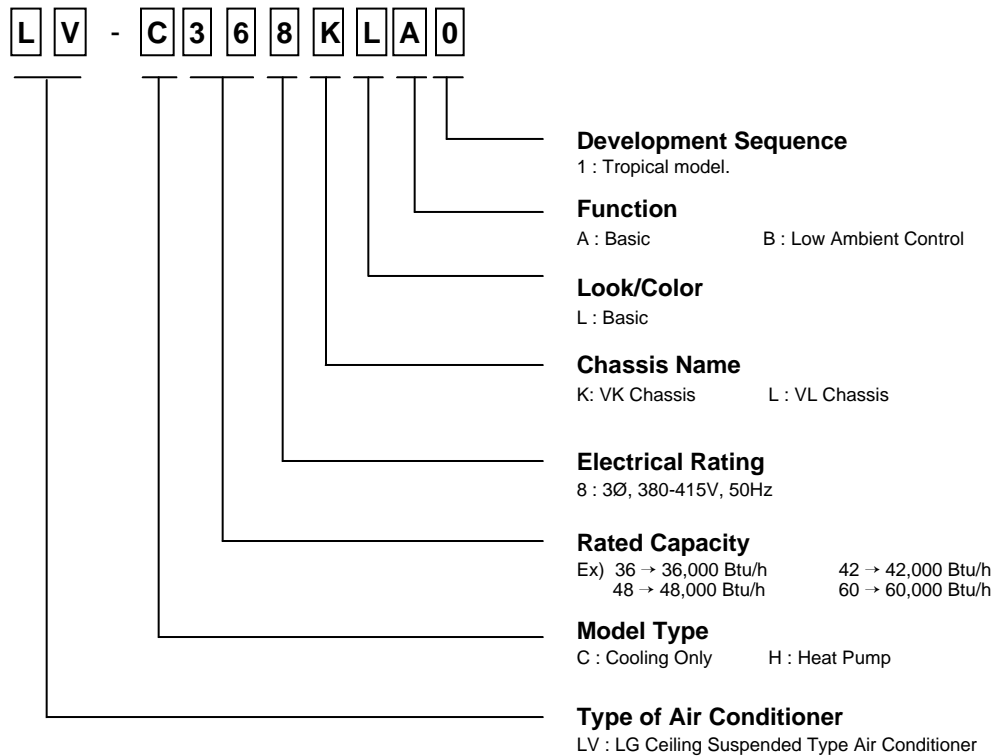 L V - C 3 6 8 K L A 0
Development Sequence
1 : Tropical model.
Function
A : Basic B : Low Ambient Control
Look/Color
L : Basic
Chassis Name
K: VK Chassis L : VL Chassis
Electrical Rating
8 : 3Ø, 380-415V, 50Hz
Rated Capacity
Ex) 36 → 36,000 Btu/h 42 → 42,000 Btu/h
48 → 48,000 Btu/h 60 → 60,000 Btu/h
Model Type
C : Cooling Only H : Heat Pump
Type of Air Conditioner
LV : LG Ceiling Suspended Type Air Conditioner